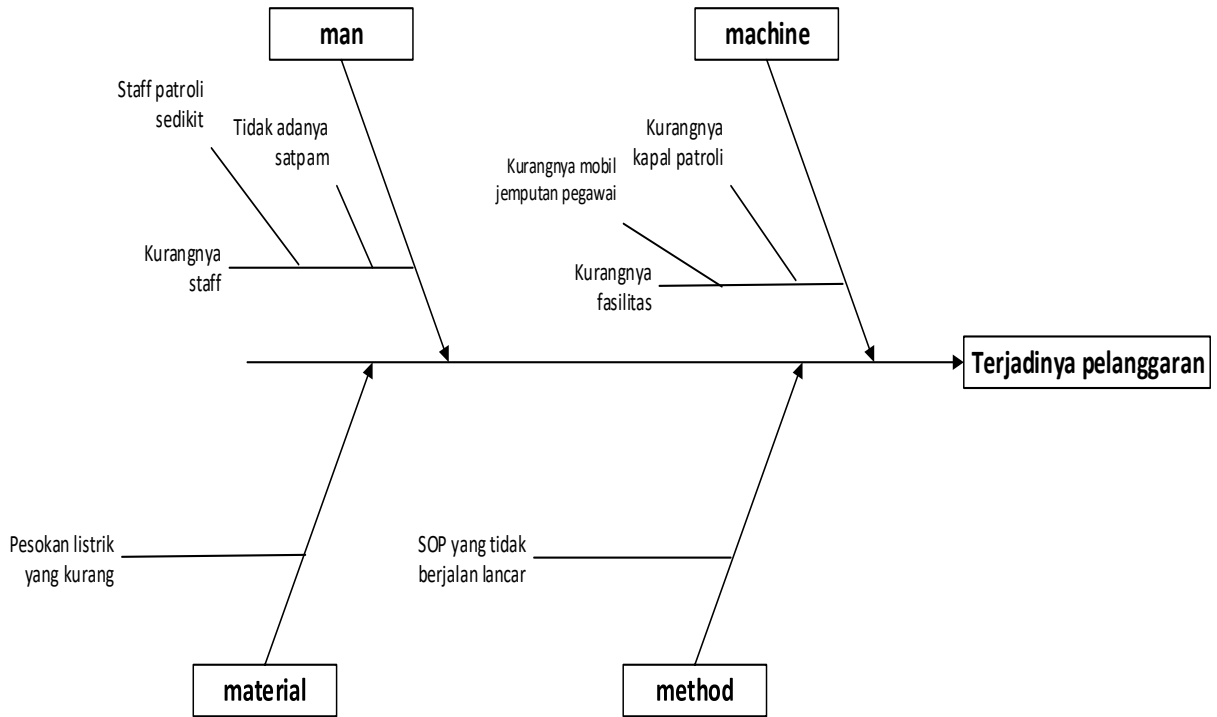 man
machine
Staff patroli
sedikit
Tidak adanya
satpam
Kurangnya
staff
Kurangnya
kapal patroli
Kurangnya mobil
jemputan pegawai
Kurangnya
fasilitas
Terjadinya pelanggaran
Pesokan listrik
yang kurang
SOP yang tidak
berjalan lancar
material
method